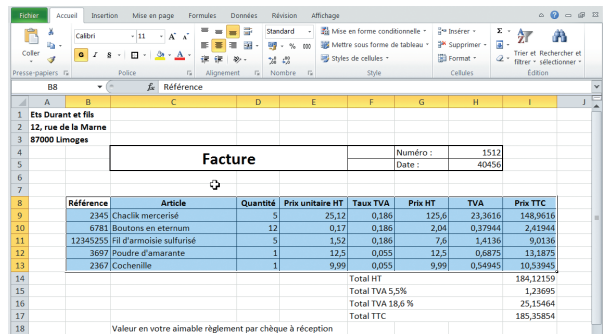 Fichier Accueil Insertion Mise en page Formules Données Révision Affichage
Calibri 11 A A Standard Mise en forme conditionnelle Insérer Σ
Coller G I S A % 000 Mettre sous forme de tableau Supprimer Trier et Rechercher et
Styles de cellules Format filtrer sélectionner
Presse-papiers Police Alignement Nombre Style Cellules Édition
B8 fx Référence
A B C D E F G H I J
1 Ets Durant et fils
2 12, rue de la Marne
3 87000 Limoges
4 Facture Numéro : 1512
5 Date : 40456
6
7
8 Référence Article Quantité Prix unitaire HT Taux TVA Prix HT TVA Prix TTC
9 2345 Chaclik mercerisé 5 25,12 0,186 125,6 23,3616 148,9616
10 6781 Boutons en eternum 12 0,17 0,186 2,04 0,37944 2,41944
11 12345255 Fil d'armoisie sulfurisé 5 1,52 0,186 7,6 1,4136 9,0136
12 3697 Poudre d'amarante 1 12,5 0,055 12,5 0,6875 13,1875
13 2367 Cochenille 1 9,99 0,055 9,99 0,54945 10,53945
14 Total HT 184,12159
15 Total TVA 5,5% 1,23695
16 Total TVA 18,6 % 25,15464
17 Total TTC 185,35854
18 Valeur en votre aimable règlement par chèque à réception